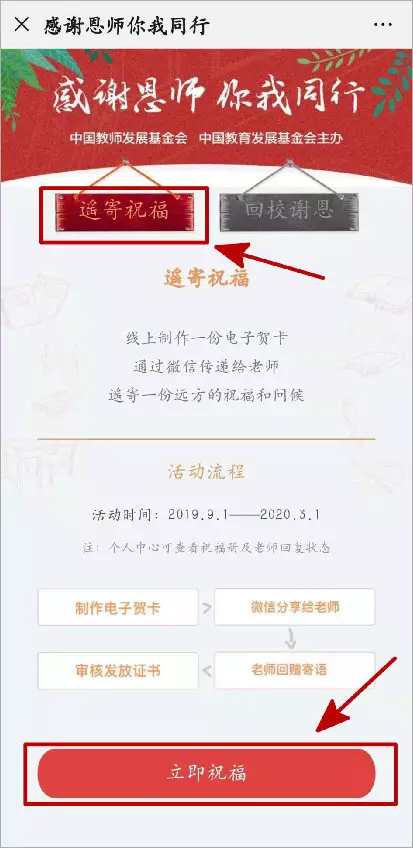 感谢恩师你我同行
感谢恩师 你我同行
中国教师发展基金会 中国教育发展基金会主办
遥寄祝福 回校谢恩
遥寄祝福
线上制作一份电子贺卡
通过微信传递给老师
遥寄一份远方的祝福和问候
活动流程
活动时间：2019.9.1——2020.3.1
注：个人中心可查看祝福册及老师回复状态
制作电子贺卡 > 微信分享给老师
审核发放证书 < 老师回赠寄语
立即祝福